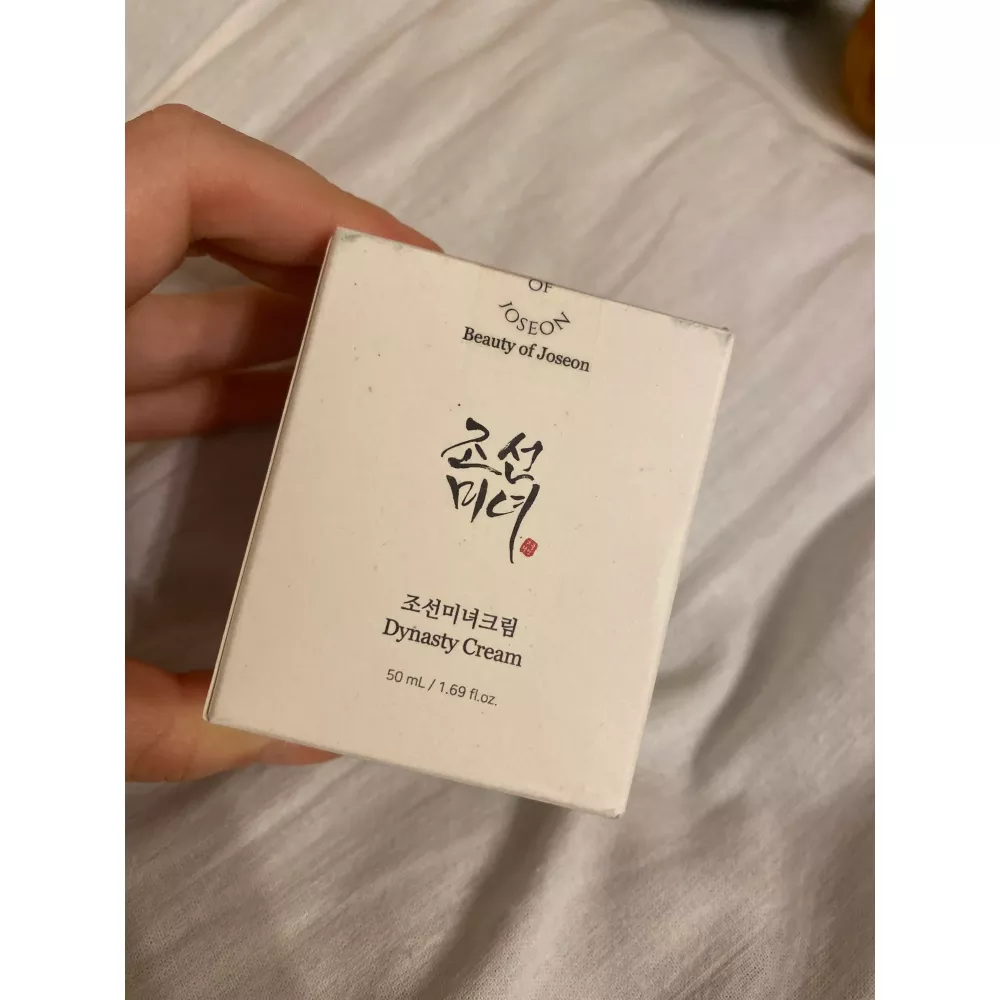 OF
JOSEON
Beauty of Joseon
조선
미녀
조선미녀크림
Dynasty Cream
50 mL / 1.69 fl.oz.